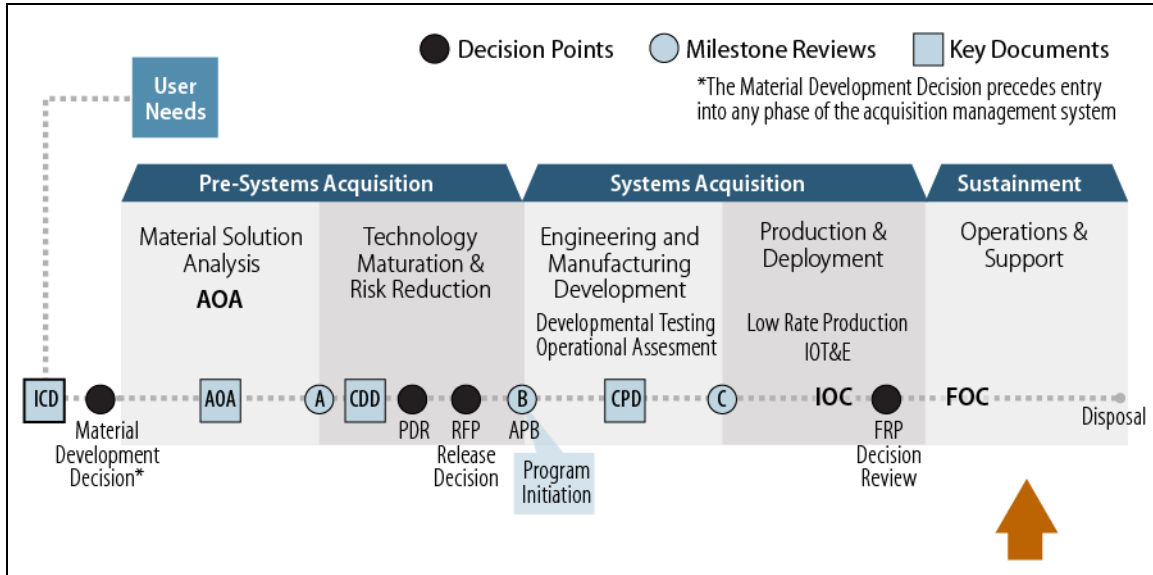 Decision Points
Milestone Reviews
Key Documents
*The Material Development Decision precedes entry
into any phase of the acquisition management system
User
Needs
Pre-Systems Acquisition
Systems Acquisition
Sustainment
Material Solution
Analysis
AOA
Technology
Maturation &
Risk Reduction
Engineering and
Manufacturing
Development
Developmental Testing
Operational Assesment
Production &
Deployment
Low Rate Production
IOT&E
Operations &
Support
ICD
AOA
A
CDD
B
CPD
C
IOC
FOC
Disposal
Material
Development
Decision*
PDR
RFP
Release
Decision
APB
Program
Initiation
FRP
Decision
Review